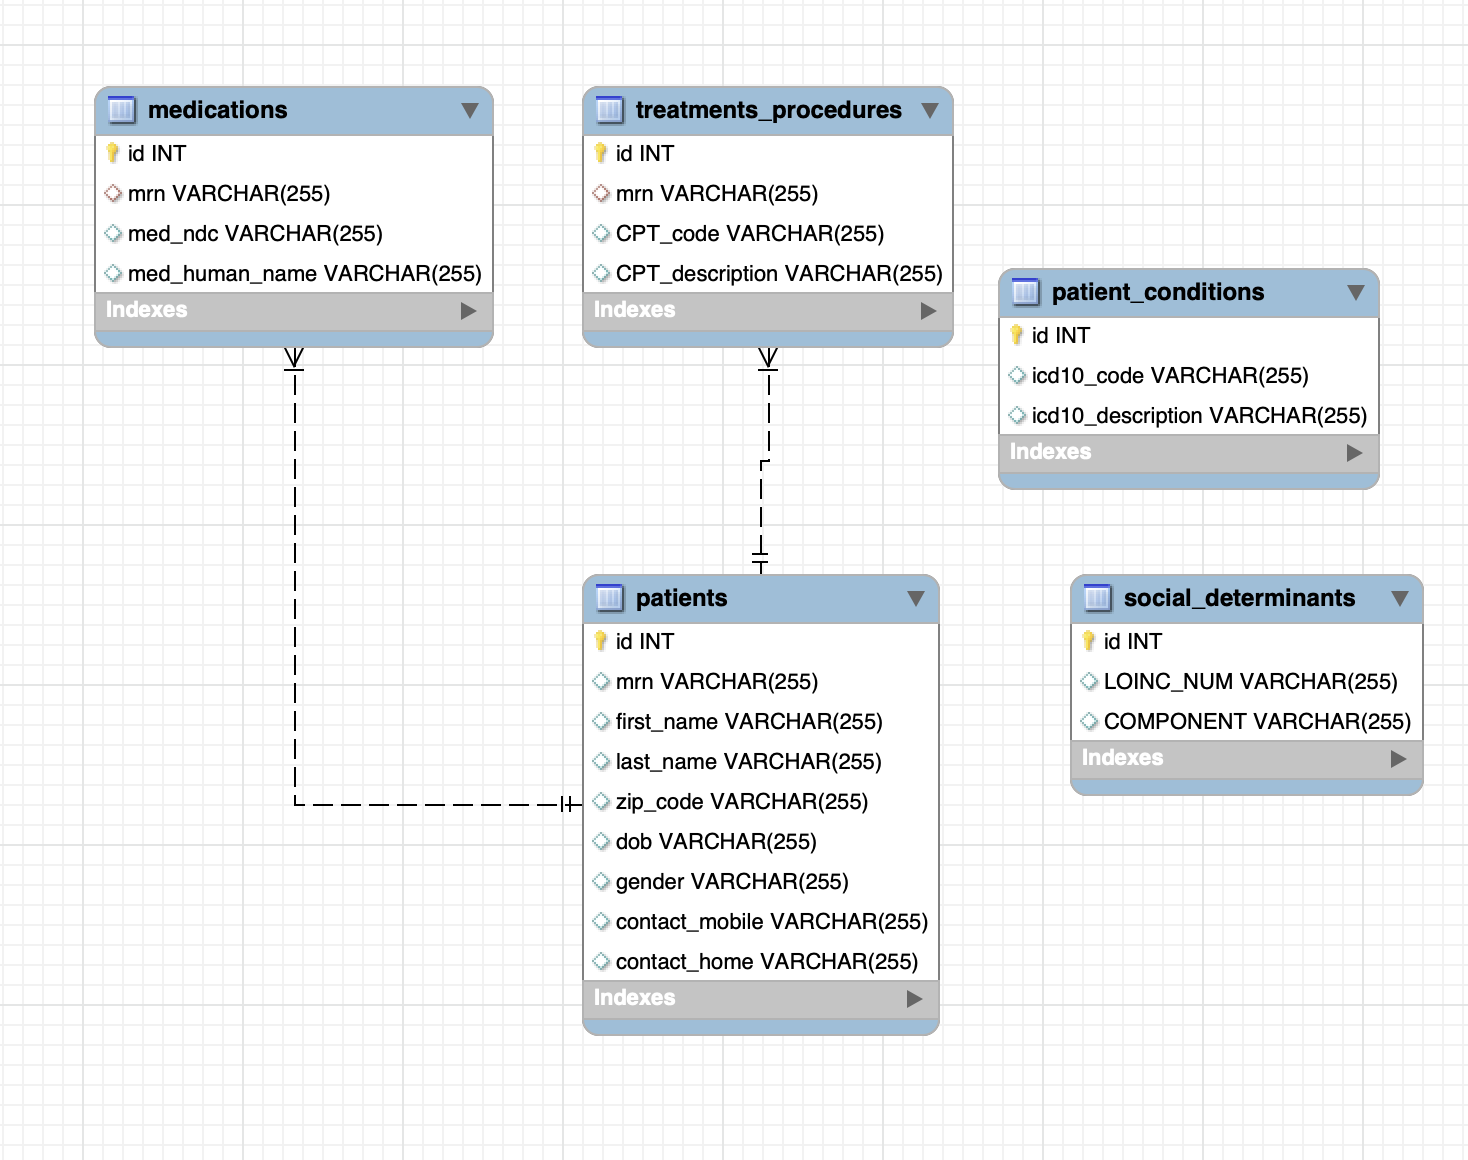 medications
id INT
mrn VARCHAR(255)
med_ndc VARCHAR(255)
med_human_name VARCHAR(255)
Indexes
treatments_procedures
id INT
mrn VARCHAR(255)
CPT_code VARCHAR(255)
CPT_description VARCHAR(255)
Indexes
patient_conditions
id INT
icd10_code VARCHAR(255)
icd10_description VARCHAR(255)
Indexes
patients
id INT
mrn VARCHAR(255)
first_name VARCHAR(255)
last_name VARCHAR(255)
zip_code VARCHAR(255)
dob VARCHAR(255)
gender VARCHAR(255)
contact_mobile VARCHAR(255)
contact_home VARCHAR(255)
Indexes
social_determinants
id INT
LOINC_NUM VARCHAR(255)
COMPONENT VARCHAR(255)
Indexes